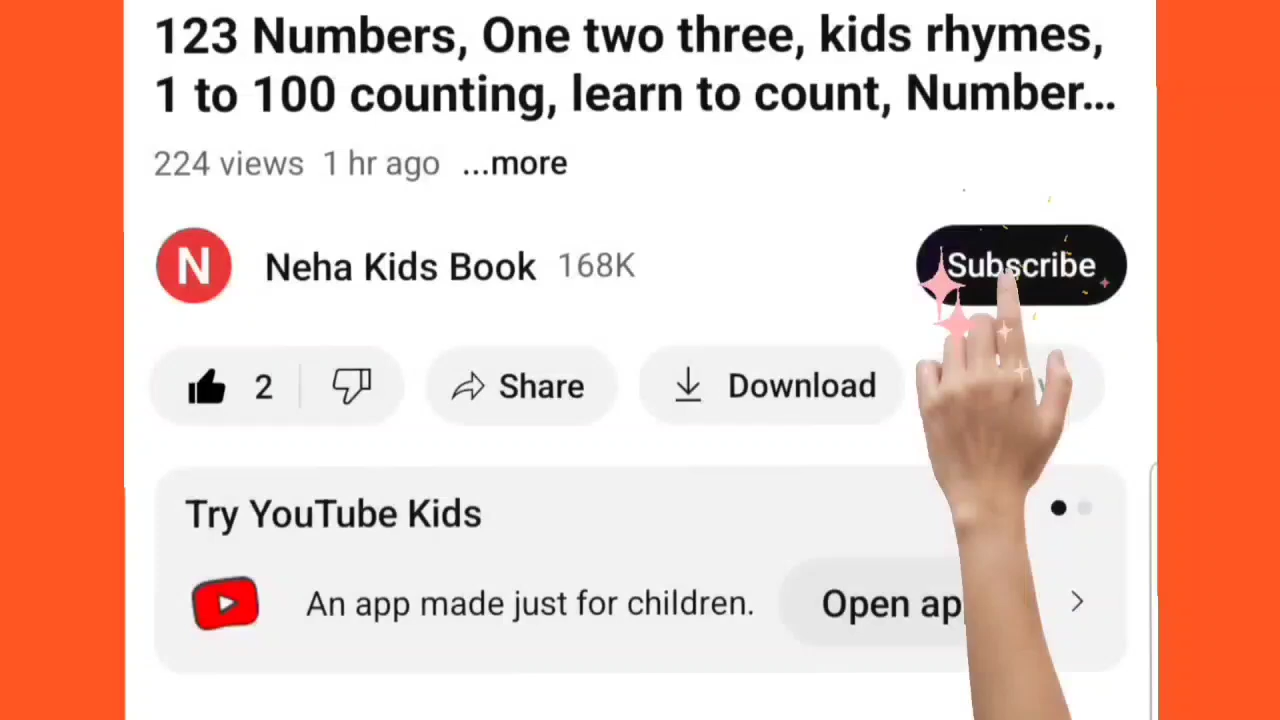 123 Numbers, One two three, kids rhymes,
1 to 100 counting, learn to count, Number...
224 views 1 hr ago ...more
N Neha Kids Book 168K Subscribe
2 Share Download
Try YouTube Kids
An app made just for children. Open ap